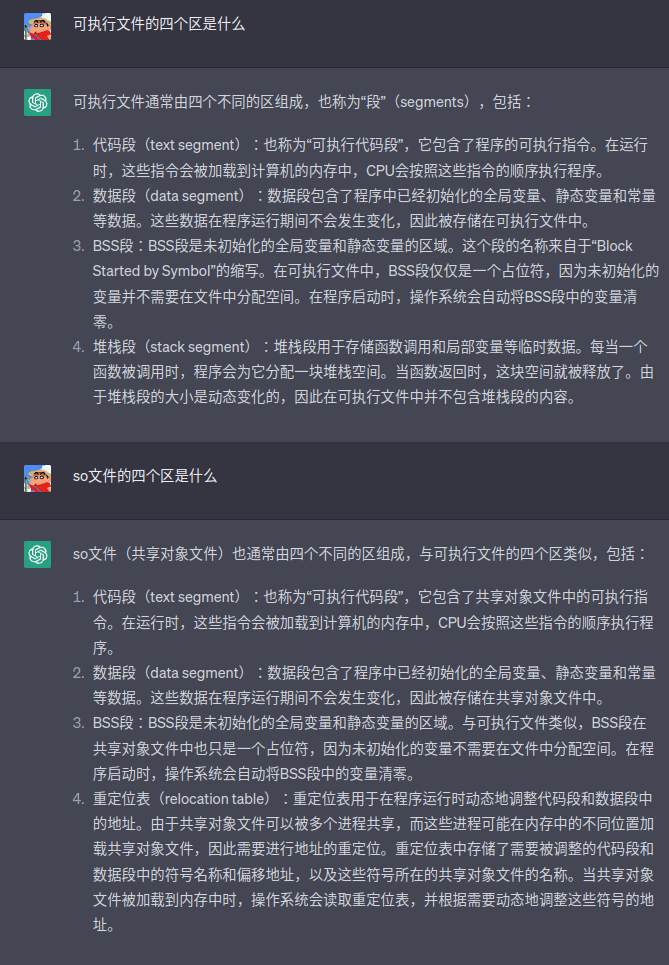 可执行文件的四个区是什么
可执行文件通常由四个不同的区组成，也称为“段”（segments），包括：
1. 代码段（text segment）：也称为“可执行代码段”，它包含了程序的可执行指令。在运行
时，这些指令会被加载到计算机的内存中，CPU会按照这些指令的顺序执行程序。
2. 数据段（data segment）：数据段包含了程序中已经初始化的全局变量、静态变量和常量
等数据。这些数据在程序运行期间不会发生变化，因此被存储在可执行文件中。
3. BSS段：BSS段是未初始化的全局变量和静态变量的区域。这个段的名称来自于“Block
Started by Symbol”的缩写。在可执行文件中，BSS段仅仅是一个占位符，因为未初始化的
变量并不需要在文件中分配空间。在程序启动时，操作系统会自动将BSS段中的变量清
零。
4. 堆栈段（stack segment）：堆栈段用于存储函数调用和局部变量等临时数据。每当一个
函数被调用时，程序会为它分配一块堆栈空间。当函数返回时，这块空间就被释放了。由
于堆栈段的大小是动态变化的，因此在可执行文件中并不包含堆栈段的内容。
so文件的四个区是什么
so文件（共享对象文件）也通常由四个不同的区组成，与可执行文件的四个区类似，包括：
1. 代码段（text segment）：也称为“可执行代码段”，它包含了共享对象文件中的可执行指
令。在运行时，这些指令会被加载到计算机的内存中，CPU会按照这些指令的顺序执行程
序。
2. 数据段（data segment）：数据段包含了程序中已经初始化的全局变量、静态变量和常量
等数据。这些数据在程序运行期间不会发生变化，因此被存储在共享对象文件中。
3. BSS段：BSS段是未初始化的全局变量和静态变量的区域。与可执行文件类似，BSS段在
共享对象文件中也只是一个占位符，因为未初始化的变量不需要在文件中分配空间。在程
序启动时，操作系统会自动将BSS段中的变量清零。
4. 重定位表（relocation table）：重定位表用于在程序运行时动态地调整代码段和数据段中
的地址。由于共享对象文件可以被多个进程共享，而这些进程可能在内存中的不同位置加
载共享对象文件，因此需要进行地址的重定位。重定位表中存储了需要被调整的代码段和
数据段中的符号名称和偏移地址，以及这些符号所在的共享对象文件的名称。当共享对象
文件被加载到内存中时，操作系统会读取重定位表，并根据需要动态地调整这些符号的地
址。